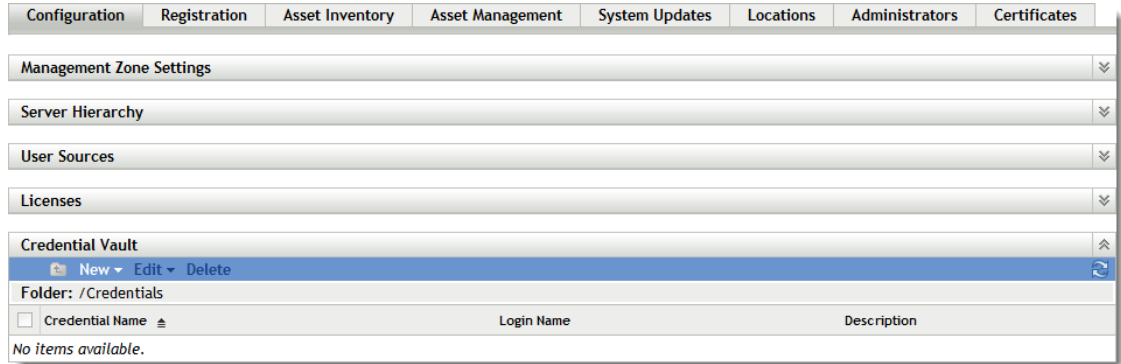 Configuration Registration Asset Inventory Asset Management System Updates Locations Administrators Certificates
Management Zone Settings
Server Hierarchy
User Sources
Licenses
Credential Vault
New Edit Delete
Folder: /Credentials
Credential Name Login Name Description
No items available.